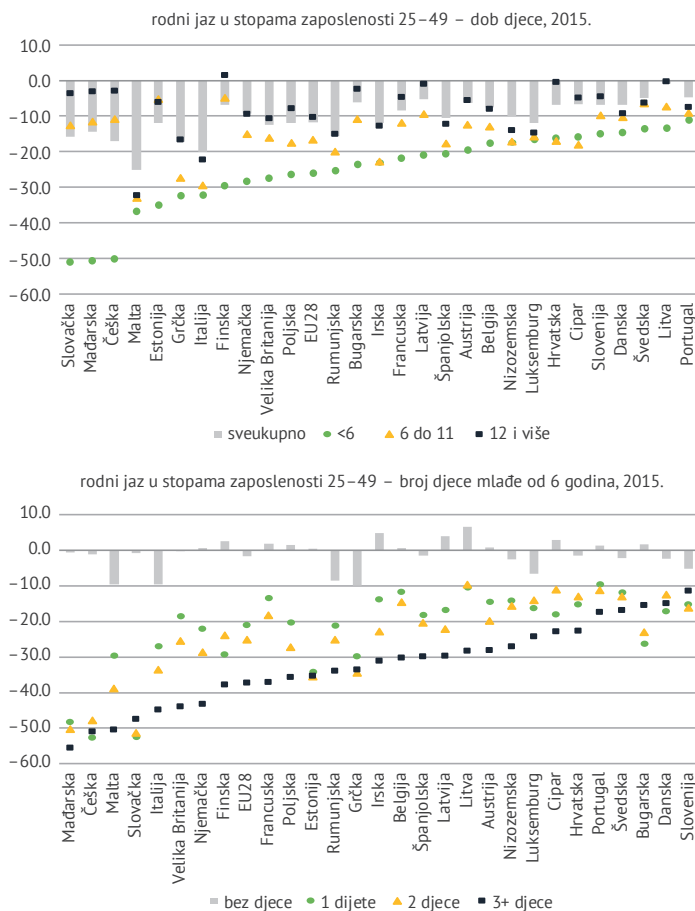 rodni jaz u stopama zaposlenosti 25–49 – dob djece, 2015.
10.0
0.0
–10.0
–20.0
–30.0
–40.0
–50.0
–60.0
Slovačka
Mađarska
Češka
Malta
Estonija
Grčka
Italija
Finska
Njemačka
Velika Britanija
Poljska
EU28
Rumunjska
Bugarska
Irska
Francuska
Latvija
Španjolska
Austrija
Belgija
Nizozemska
Luksemburg
Hrvatska
Cipar
Slovenija
Danska
Švedska
Litva
Portugal
sveukupno <6 6 do 11 12 i više
rodni jaz u stopama zaposlenosti 25–49 – broj djece mlađe od 6 godina, 2015.
10.0
0.0
–10.0
–20.0
–30.0
–40.0
–50.0
–60.0
Mađarska
Češka
Malta
Slovačka
Italija
Velika Britanija
Njemačka
Finska
EU28
Francuska
Poljska
Estonija
Rumunjska
Grčka
Irska
Belgija
Španjolska
Latvija
Litva
Austrija
Nizozemska
Luksemburg
Cipar
Hrvatska
Portugal
Švedska
Bugarska
Danska
Slovenija
bez djece 1 dijete 2 djece 3+ djece